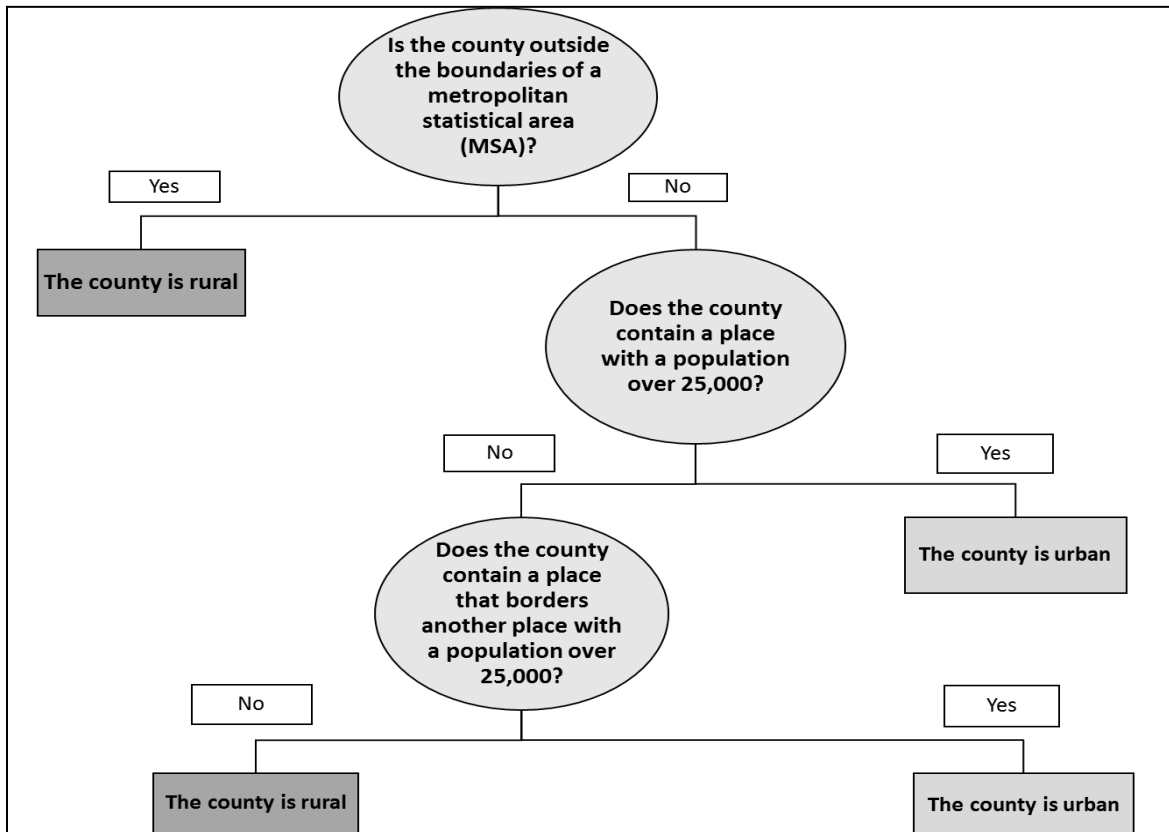 Is the county outside
the boundaries of a
metropolitan
statistical area
(MSA)?
Yes
No
The county is rural
Does the county
contain a place
with a population
over 25,000?
No
Yes
Does the county
contain a place
that borders
another place with
a population over
25,000?
The county is urban
No
Yes
The county is rural
The county is urban